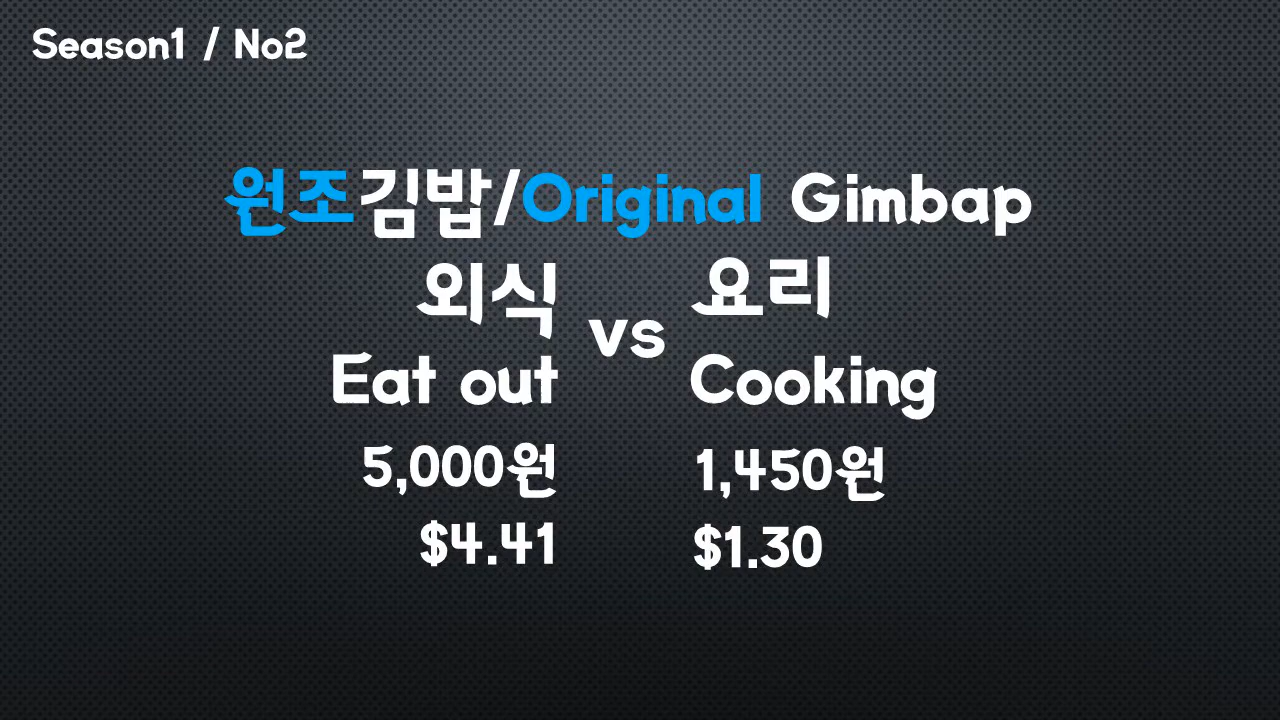 Season1 / No2
원조김밥/Original Gimbap
외식 vs 요리
Eat out Cooking
5,000원 1,450원
$4.41 $1.30